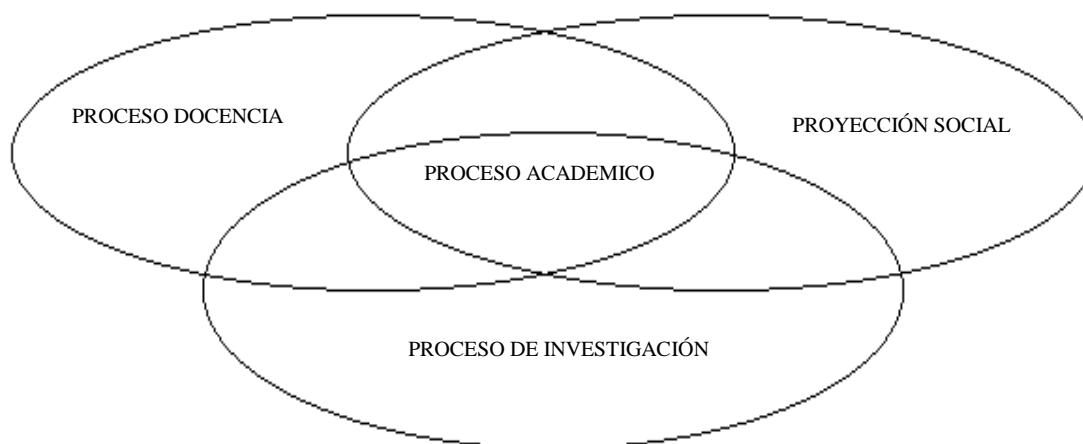 PROCESO DOCENCIA
PROYECCIÓN SOCIAL
PROCESO ACADEMICO
PROCESO DE INVESTIGACIÓN